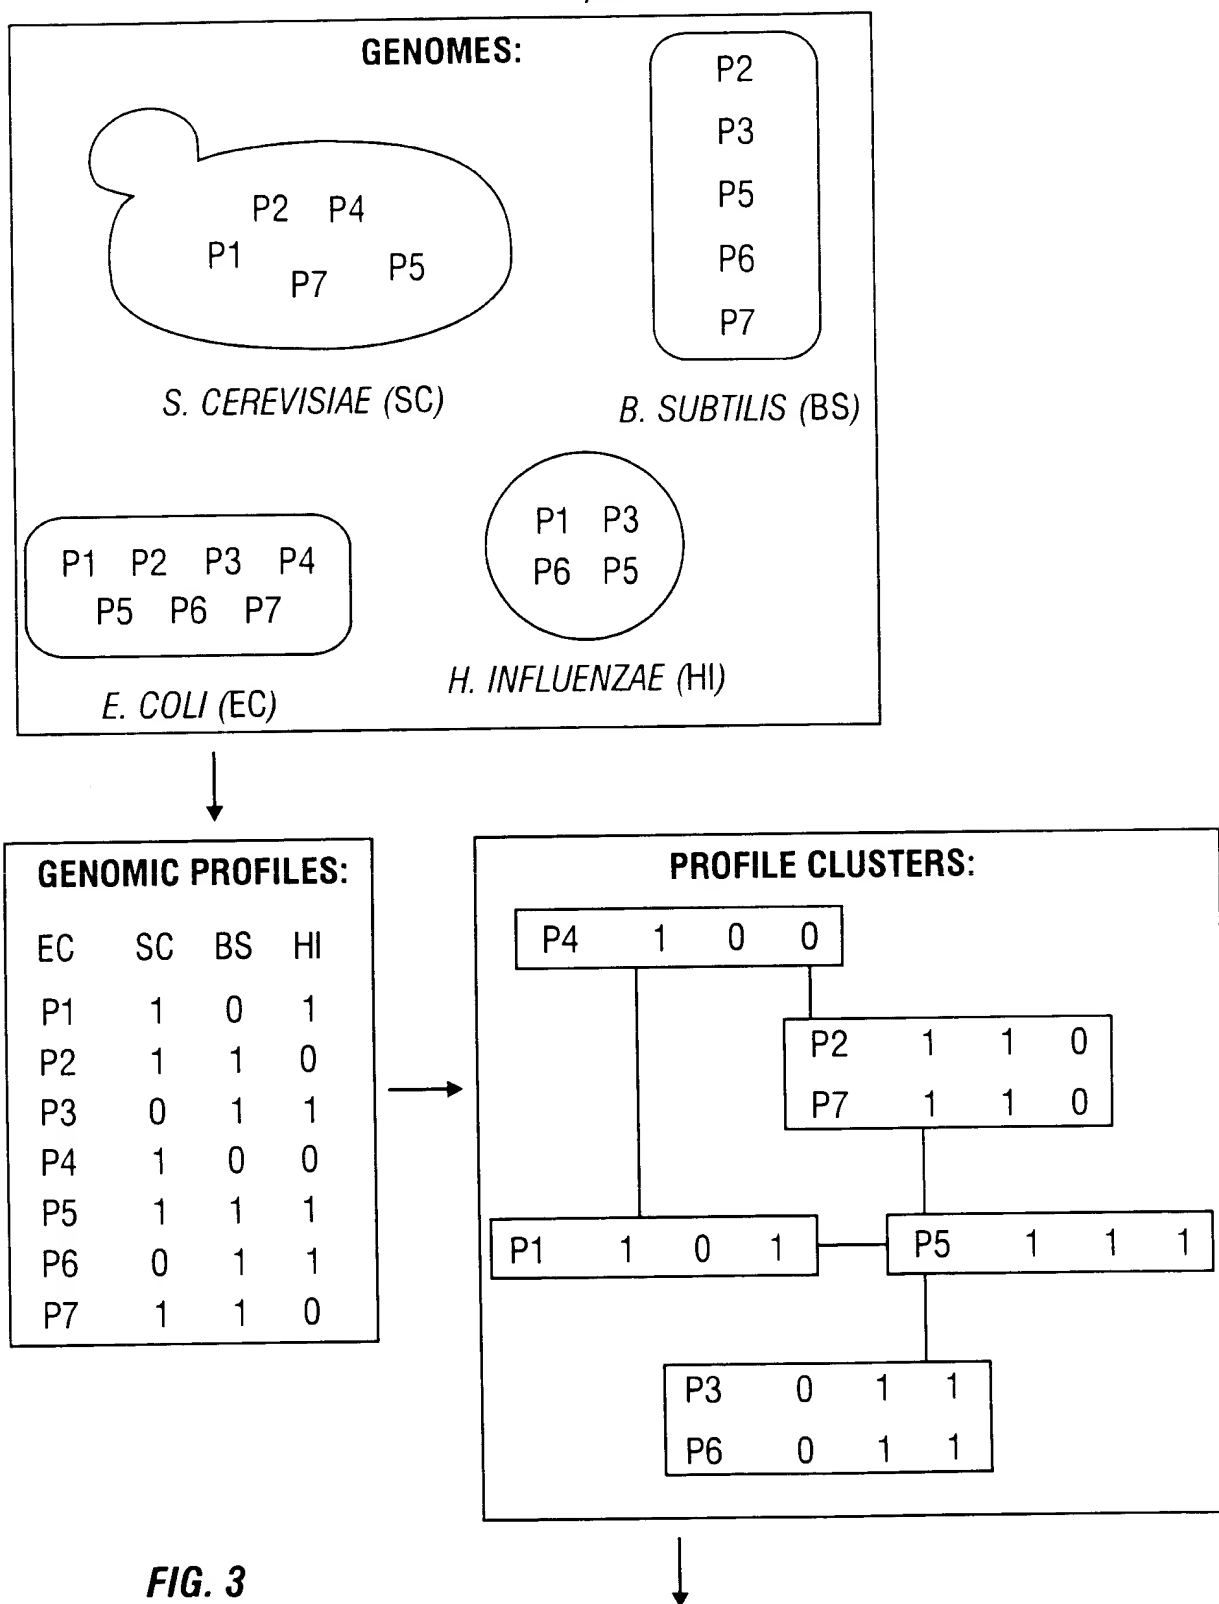 GENOMES:
P2 P4
P1 P7 P5
S. CEREVISIAE (SC)
P2
P3
P5
P6
P7
B. SUBTILIS (BS)
P1 P2 P3 P4
P5 P6 P7
E. COLI (EC)
P1 P3
P6 P5
H. INFLUENZAE (HI)
GENOMIC PROFILES:
EC SC BS HI
P1 1 0 1
P2 1 1 0
P3 0 1 1
P4 1 0 0
P5 1 1 1
P6 0 1 1
P7 1 1 0
PROFILE CLUSTERS:
P4 1 0 0
P2 1 1 0
P7 1 1 0
P1 1 0 1
P5 1 1 1
P3 0 1 1
P6 0 1 1
FIG. 3